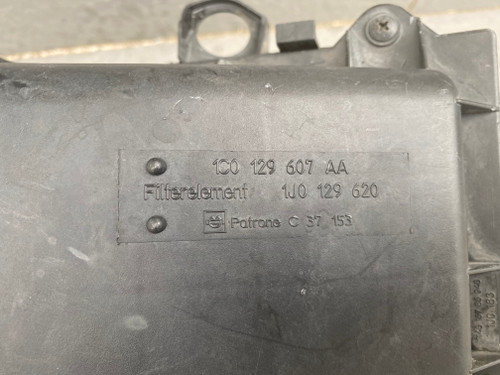 1C0 129 607 AA
Filterelement 1J0 129 620
Patrone C 37 153